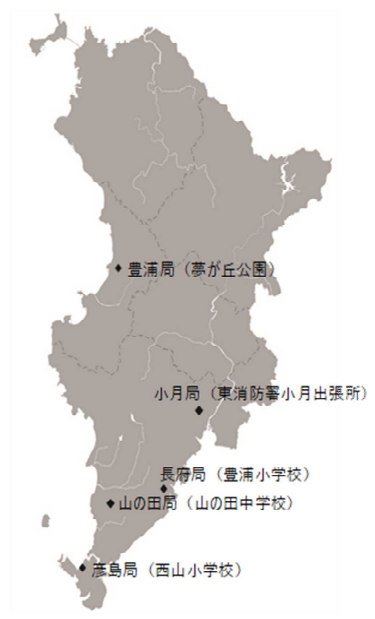 豊浦局（夢が丘公園）
小月局（東消防署小月出張所）
長府局（豊浦小学校）
山の田局（山の田中学校）
彦島局（西山小学校）